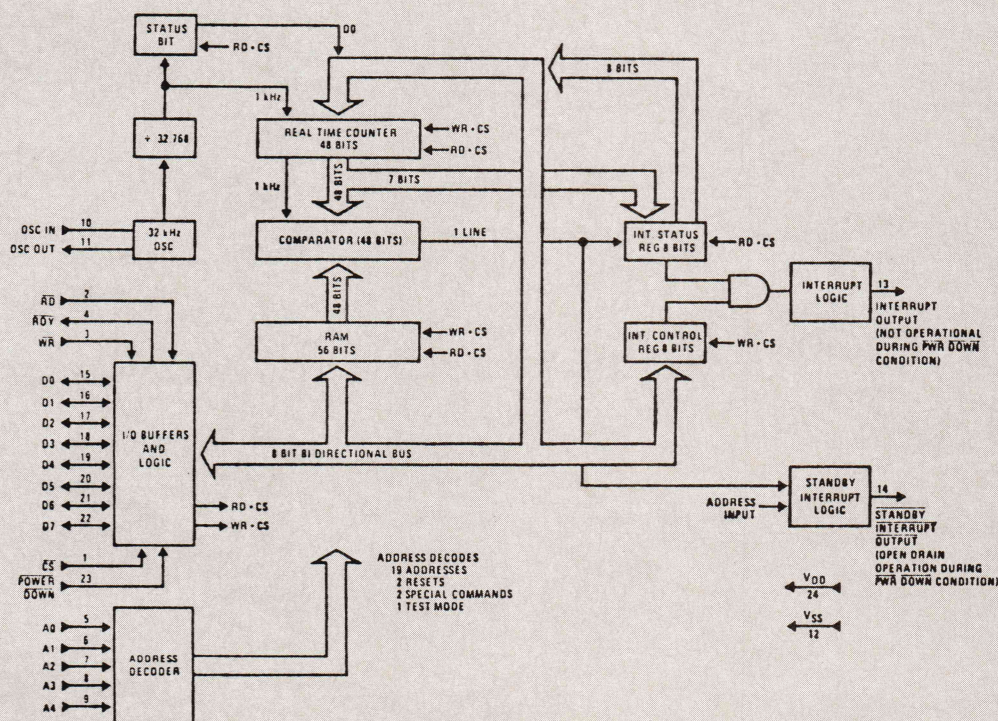 STATUS
BIT
RD • CS
D0
8 BITS
1 kHz
REAL TIME COUNTER
48 BITS
WR • CS
RD • CS
÷ 32.768
1 kHz
48 BITS
7 BITS
OSC IN 10
OSC OUT 11
32 kHz
OSC
COMPARATOR (48 BITS)
1 LINE
INT. STATUS
REG 8 BITS
RD • CS
48 BITS
INTERRUPT
LOGIC
13
INTERRUPT
OUTPUT
(NOT OPERATIONAL
DURING PWR DOWN
CONDITION)
RD 2
RDY 4
WR 3
RAM
56 BITS
WR • CS
RD • CS
INT. CONTROL
REG 8 BITS
WR • CS
D0 15
D1 16
D2 17
D3 18
D4 19
D5 20
D6 21
D7 22
I/O BUFFERS
AND
LOGIC
8 BIT BI DIRECTIONAL BUS
RD • CS
WR • CS
ADDRESS
INPUT
STANDBY
INTERRUPT
LOGIC
14
STANDBY
INTERRUPT
OUTPUT
(OPEN DRAIN
OPERATION DURING
PWR DOWN CONDITION)
CS 1
POWER
DOWN 23
ADDRESS DECODES
19 ADDRESSES
2 RESETS
2 SPECIAL COMMANDS
1 TEST MODE
VDD
24
VSS
12
A0 5
A1 6
A2 7
A3 8
A4 9
ADDRESS
DECODER